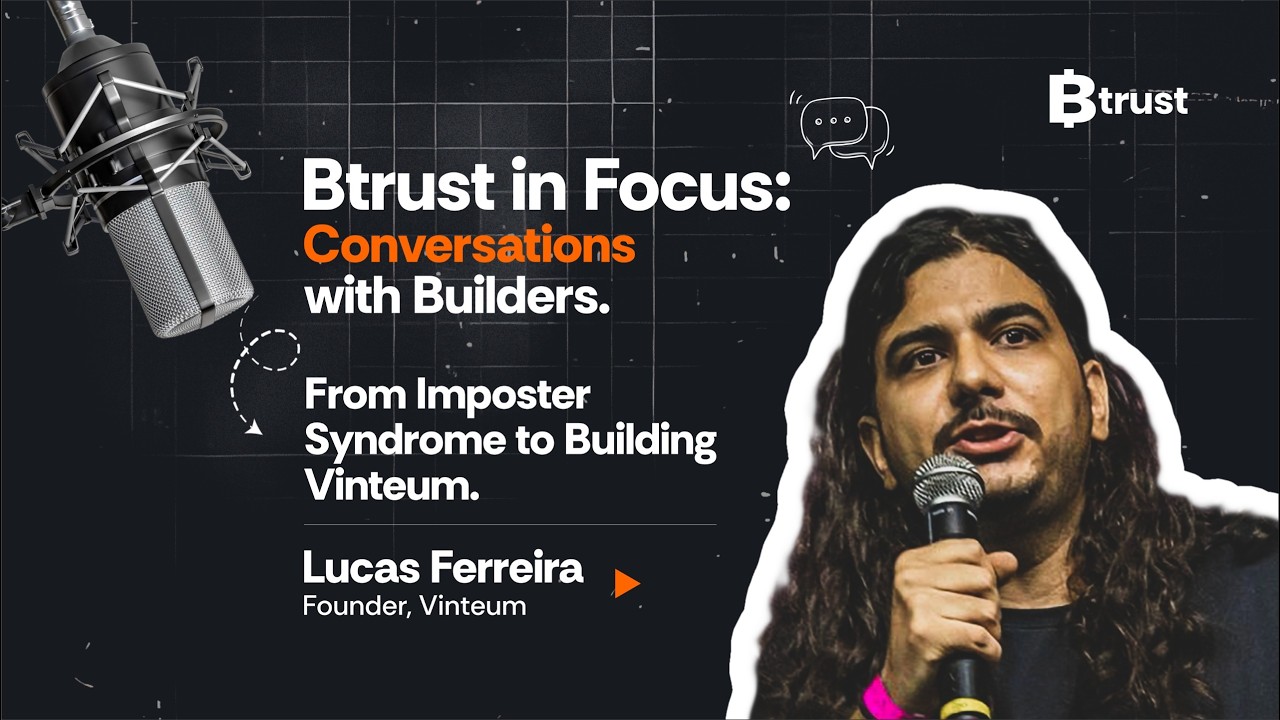 Btrust
Btrust in Focus:
Conversations
with Builders.
From Imposter
Syndrome to Building
Vinteum.
Lucas Ferreira
Founder, Vinteum